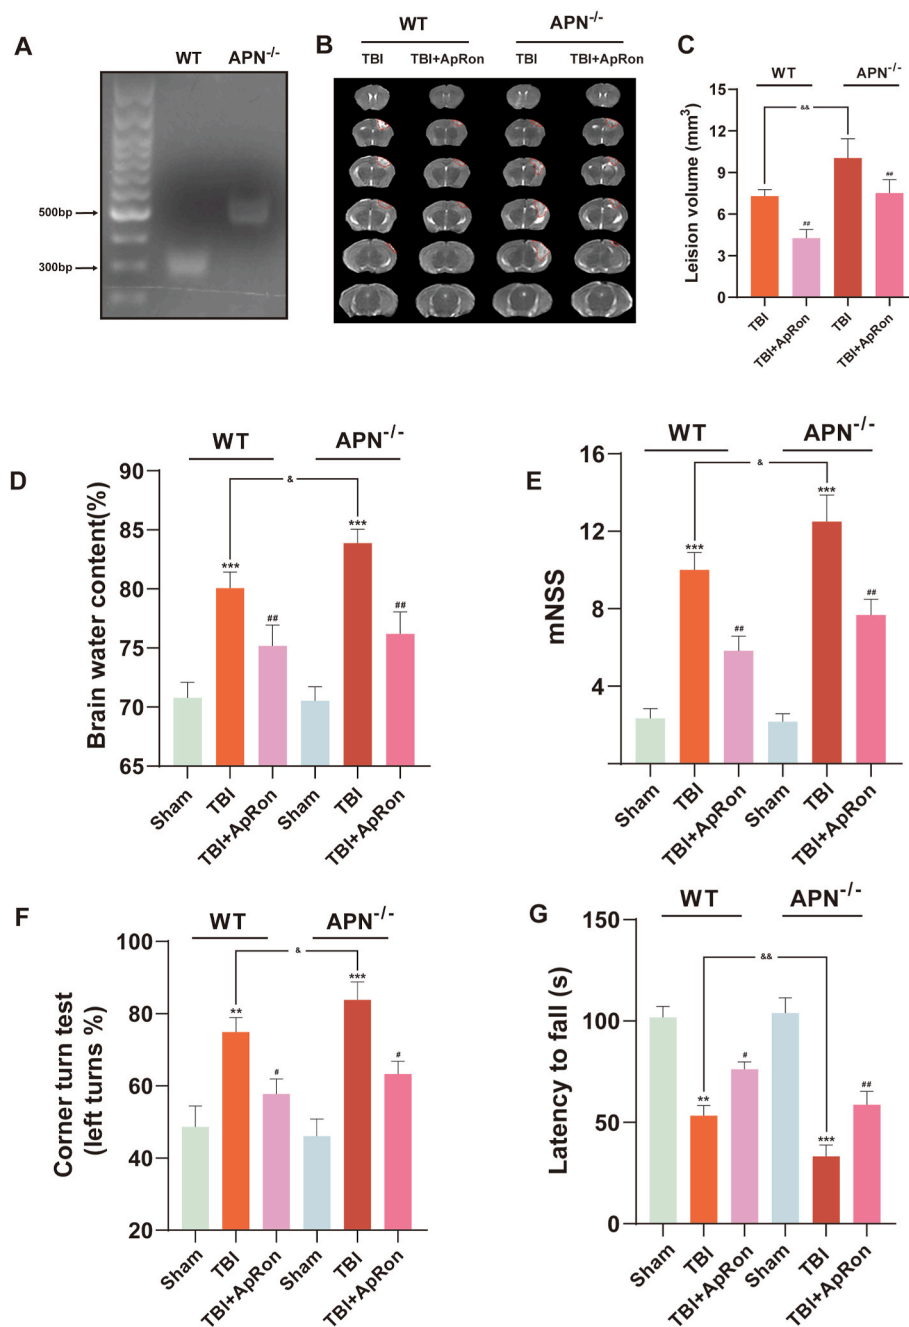 A
WT APN-/-
500bp
300bp
B
WT APN-/-
TBI TBI+ApRon TBI TBI+ApRon
C
WT APN-/-
&&
##
##
Leision volume (mm3)
15
12
9
6
3
0
TBI
TBI+ApRon
TBI
TBI+ApRon
D
WT APN-/-
&
***
##
***
##
Brain water content(%)
90
85
80
75
70
65
Sham
TBI
TBI+ApRon
Sham
TBI
TBI+ApRon
E
WT APN-/-
&
***
##
***
##
mNSS
16
12
8
4
Sham
TBI
TBI+ApRon
Sham
TBI
TBI+ApRon
F
WT APN-/-
&
**
#
***
#
Corner turn test
(left turns %)
100
80
60
40
20
Sham
TBI
TBI+ApRon
Sham
TBI
TBI+ApRon
G
WT APN-/-
&&
**
#
***
##
Latency to fall (s)
150
100
50
0
Sham
TBI
TBI+ApRon
Sham
TBI
TBI+ApRon